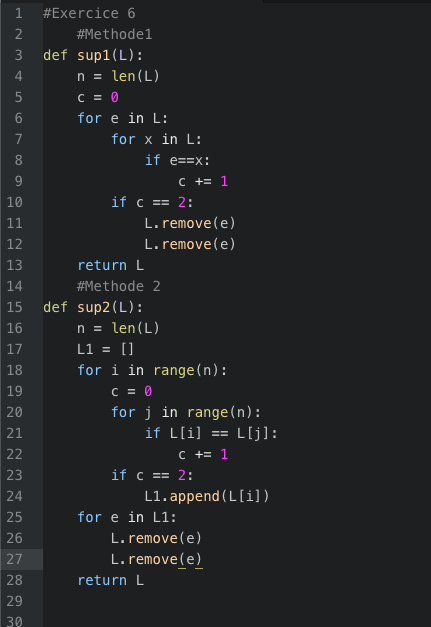 1 #Exercice 6
2     #Methode1
3 def sup1(L):
4     n = len(L)
5     c = 0
6     for e in L:
7         for x in L:
8             if e==x:
9                 c += 1
10         if c == 2:
11             L.remove(e)
12             L.remove(e)
13     return L
14     #Methode 2
15 def sup2(L):
16     n = len(L)
17     L1 = []
18     for i in range(n):
19         c = 0
20         for j in range(n):
21             if L[i] == L[j]:
22                 c += 1
23         if c == 2:
24             L1.append(L[i])
25     for e in L1:
26         L.remove(e)
27         L.remove(e)
28     return L
29
30